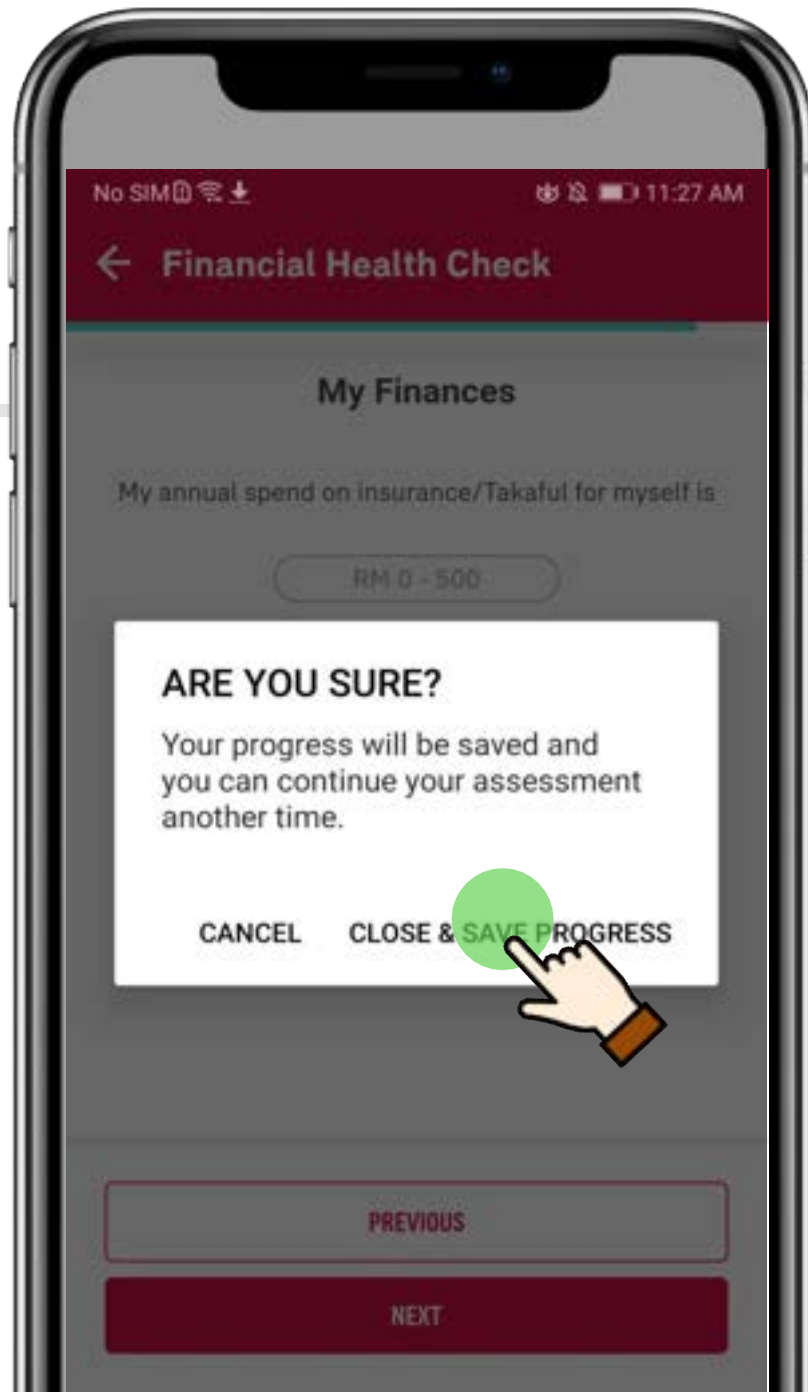 No SIM 11:27 AM
Financial Health Check
My Finances
My annual spend on insurance/Takaful for myself is
RM 0 - 500
ARE YOU SURE?
Your progress will be saved and
you can continue your assessment
another time.
CANCEL CLOSE & SAVE PROGRESS
PREVIOUS
NEXT